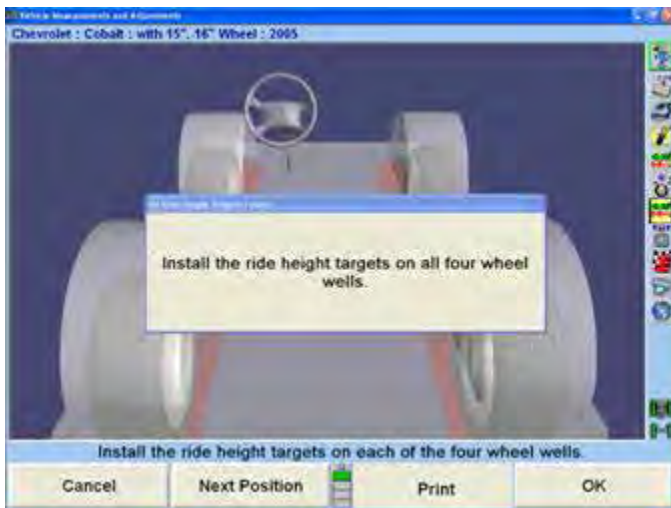 Vehicle Measurements and Adjustments
Chevrolet : Cobalt : with 15", 16" Wheel : 2005
Install the ride height targets on all four wheel
wells.
Install the ride height targets on each of the four wheel wells.
Cancel
Next Position
Print
OK